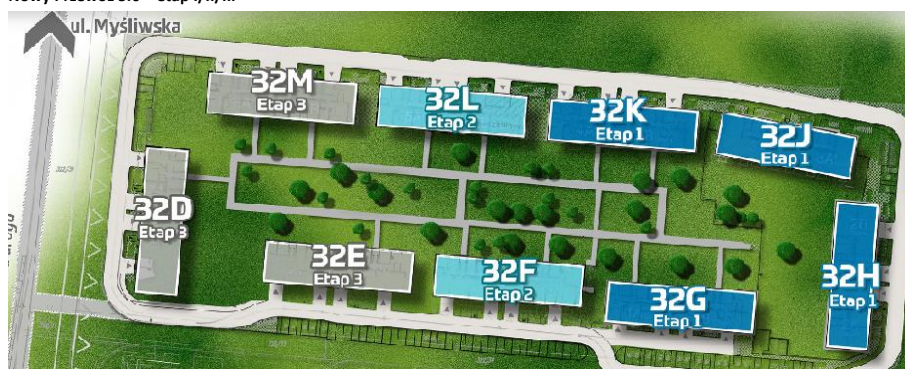 ul. Myśliwska
32M
Etap 3
32L
Etap 2
32K
Etap 1
32J
Etap 1
32D
Etap 3
32E
Etap 3
32F
Etap 2
32G
Etap 1
32H
Etap 1